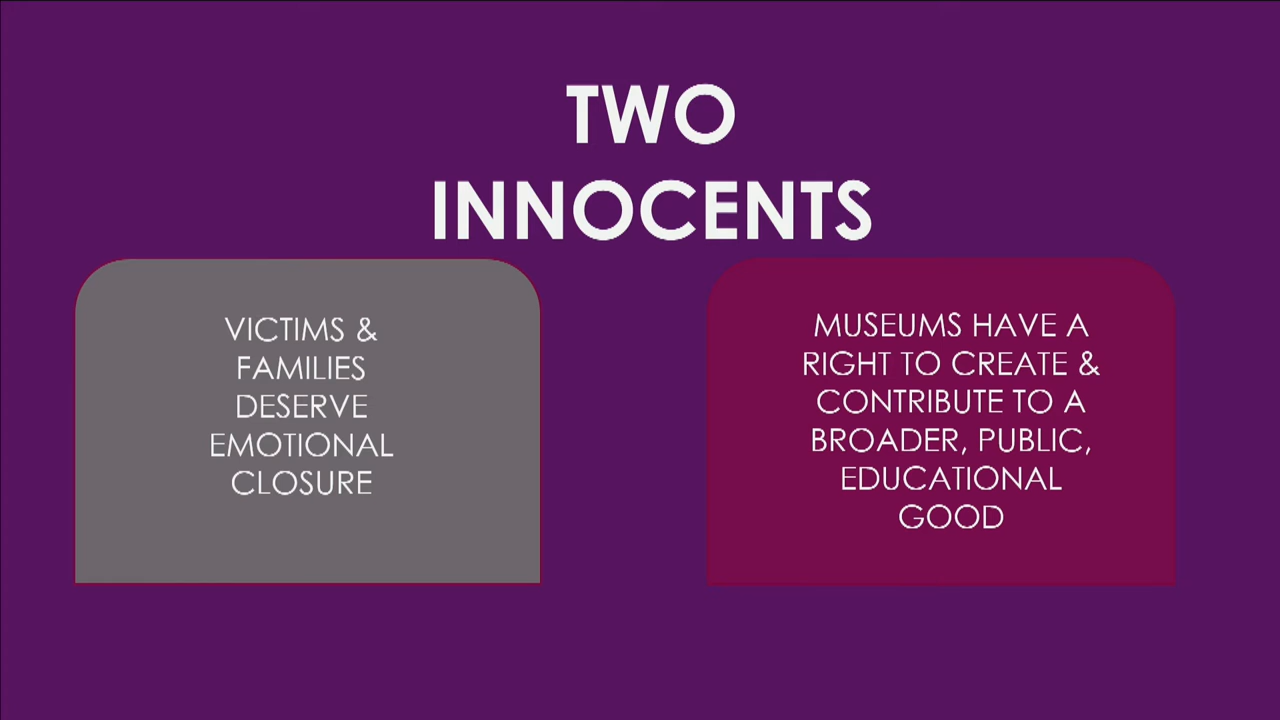 TWO
INNOCENTS
VICTIMS &
FAMILIES
DESERVE
EMOTIONAL
CLOSURE
MUSEUMS HAVE A
RIGHT TO CREATE &
CONTRIBUTE TO A
BROADER, PUBLIC,
EDUCATIONAL
GOOD